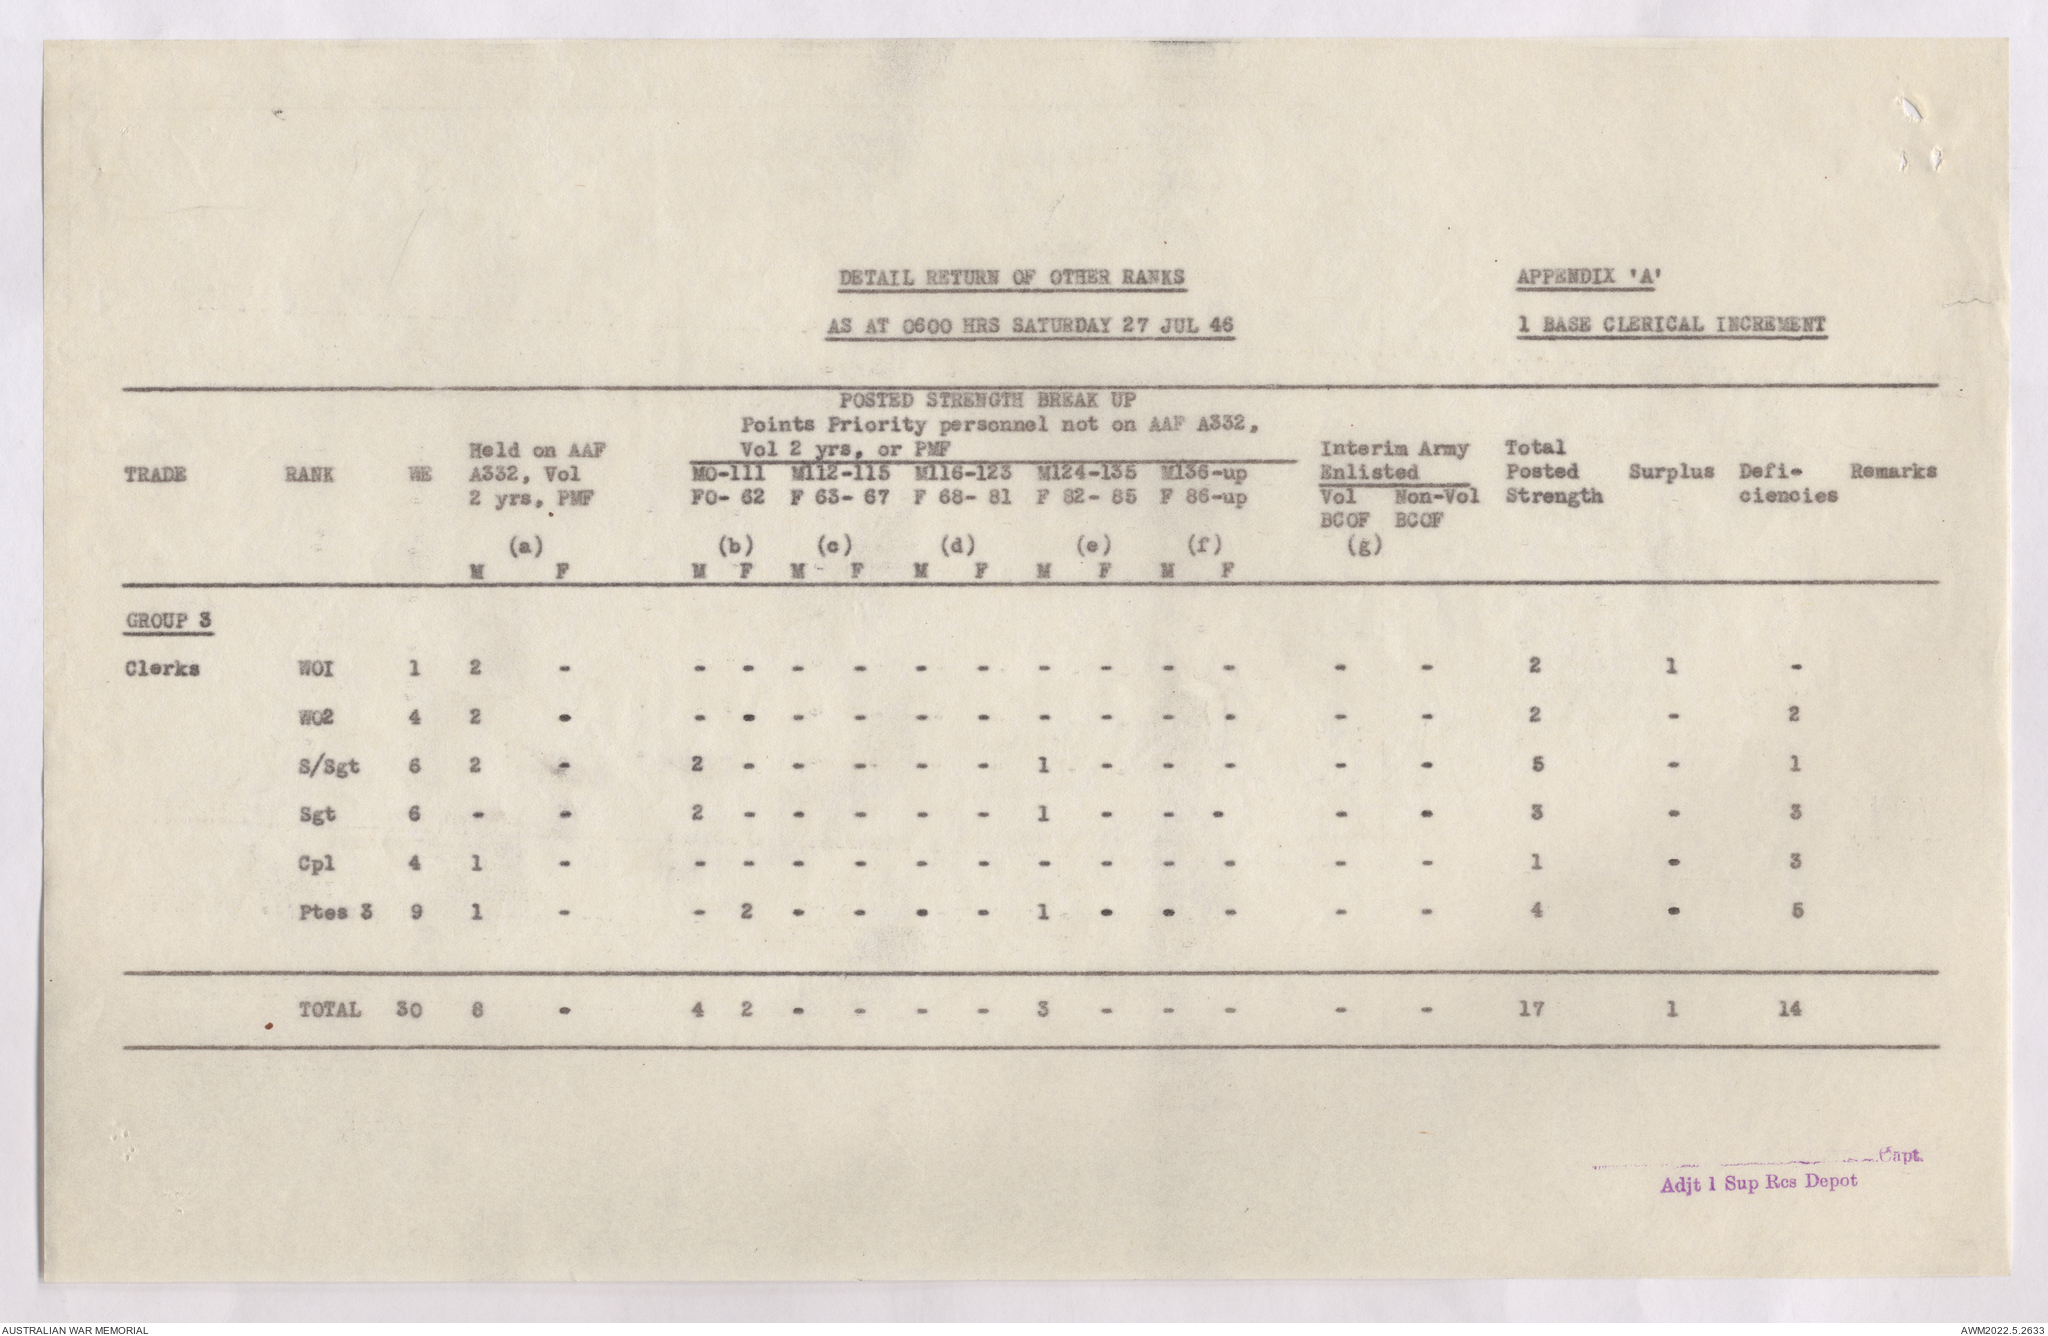 DETAIL RETURN OF OTHER RANKS APPENDIX 'A'
AS AT 0600 HRS SATURDAY 27 JUL 46 1 BASE CLERICAL INCREMENT
POSTED STRENGTH BREAK UP
Points Priority personnel not on AAF A332,
Held on AAF Vol 2 yrs, or PMF Interim Army Total
TRADE RANK WE A332, Vol M0-111 M112-115 M116-123 M124-135 M136-up Enlisted Posted Surplus Defi- Remarks
2 yrs, PMF F0- 62 F 63- 67 F 68- 81 F 82- 85 F 86-up Vol Non-Vol Strength ciencies
BCOF BCOF
(a) (b) (c) (d) (e) (f) (g)
M F M F M F M F M F M F
GROUP 3
Clerks WOI 1 2 - - - - - - - - - - - - - 2 1 -
WO2 4 2 - - - - - - - - - - - - - 2 - 2
S/Sgt 6 2 - 2 - - - - - 1 - - - - - 5 - 1
Sgt 6 - - 2 - - - - - 1 - - - - - 3 - 3
Cpl 4 1 - - - - - - - - - - - - - 1 - 3
Ptes 3 9 1 - - 2 - - - - 1 - - - - - 4 - 5
TOTAL 30 8 - 4 2 - - - - 3 - - - - - 17 1 14
Capt.
Adjt 1 Sup Rcs Depot
AUSTRALIAN WAR MEMORIAL AWM2022.5.2633